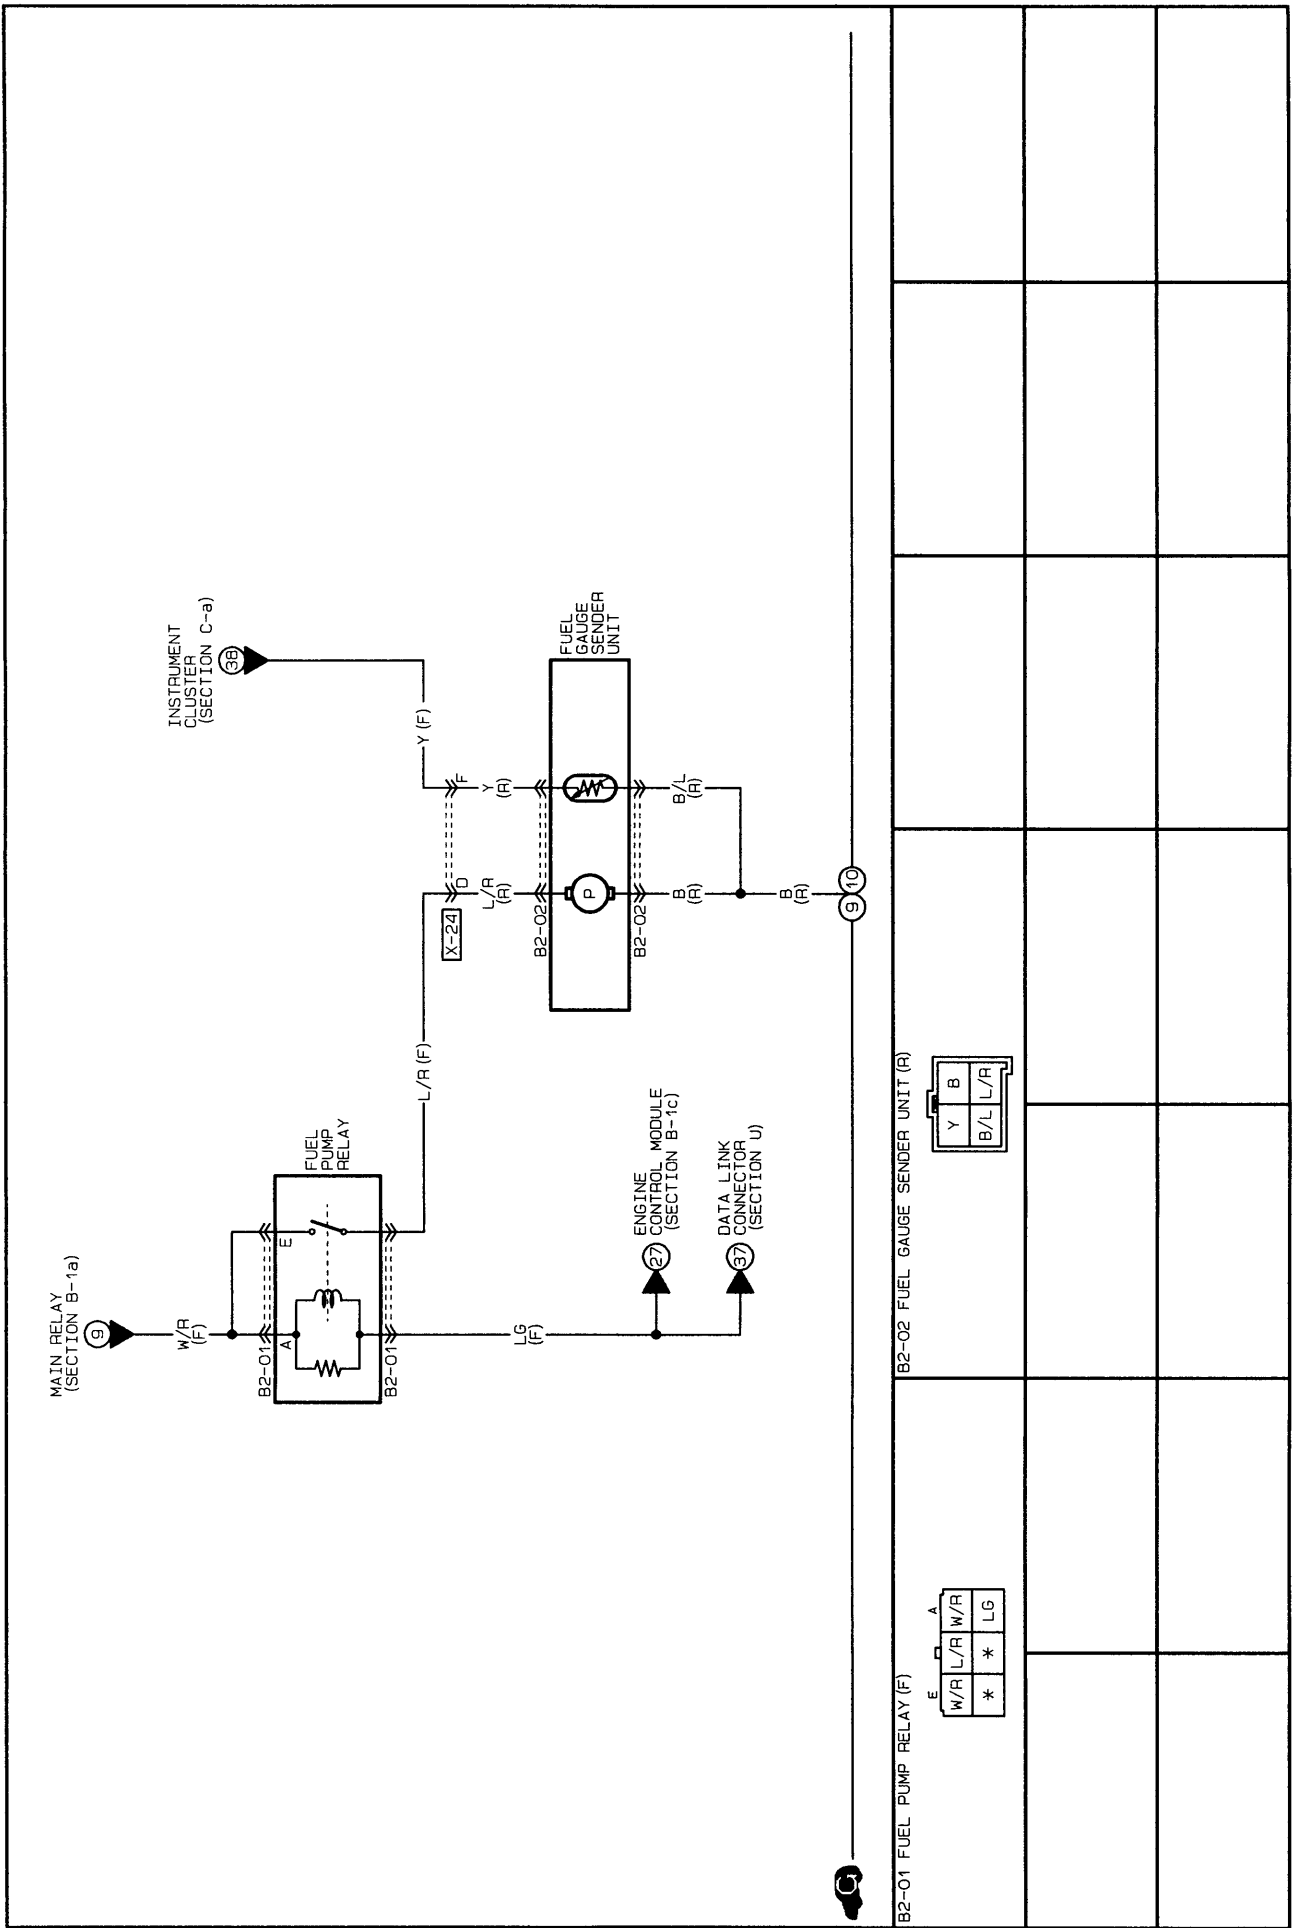 MAIN RELAY
(SECTION B-1a)
9
W/R
(F)
B2-01
A
E
FUEL
PUMP
RELAY
B2-01
L/R (F)
LG
(F)
ENGINE
CONTROL MODULE
(SECTION B-1c)
27
DATA LINK
CONNECTOR
(SECTION U)
37
INSTRUMENT
CLUSTER
(SECTION C-a)
38
Y (F)
X-24
D
F
L/R
(R)
Y
(R)
B2-02
FUEL
GAUGE
SENDER
UNIT
P
B2-02
B
(R)
B/L
(R)
B
(R)
9 10
G
B2-01 FUEL PUMP RELAY (F)
E A
W/R L/R W/R
* * LG
B2-02 FUEL GAUGE SENDER UNIT (R)
Y B
B/L L/R